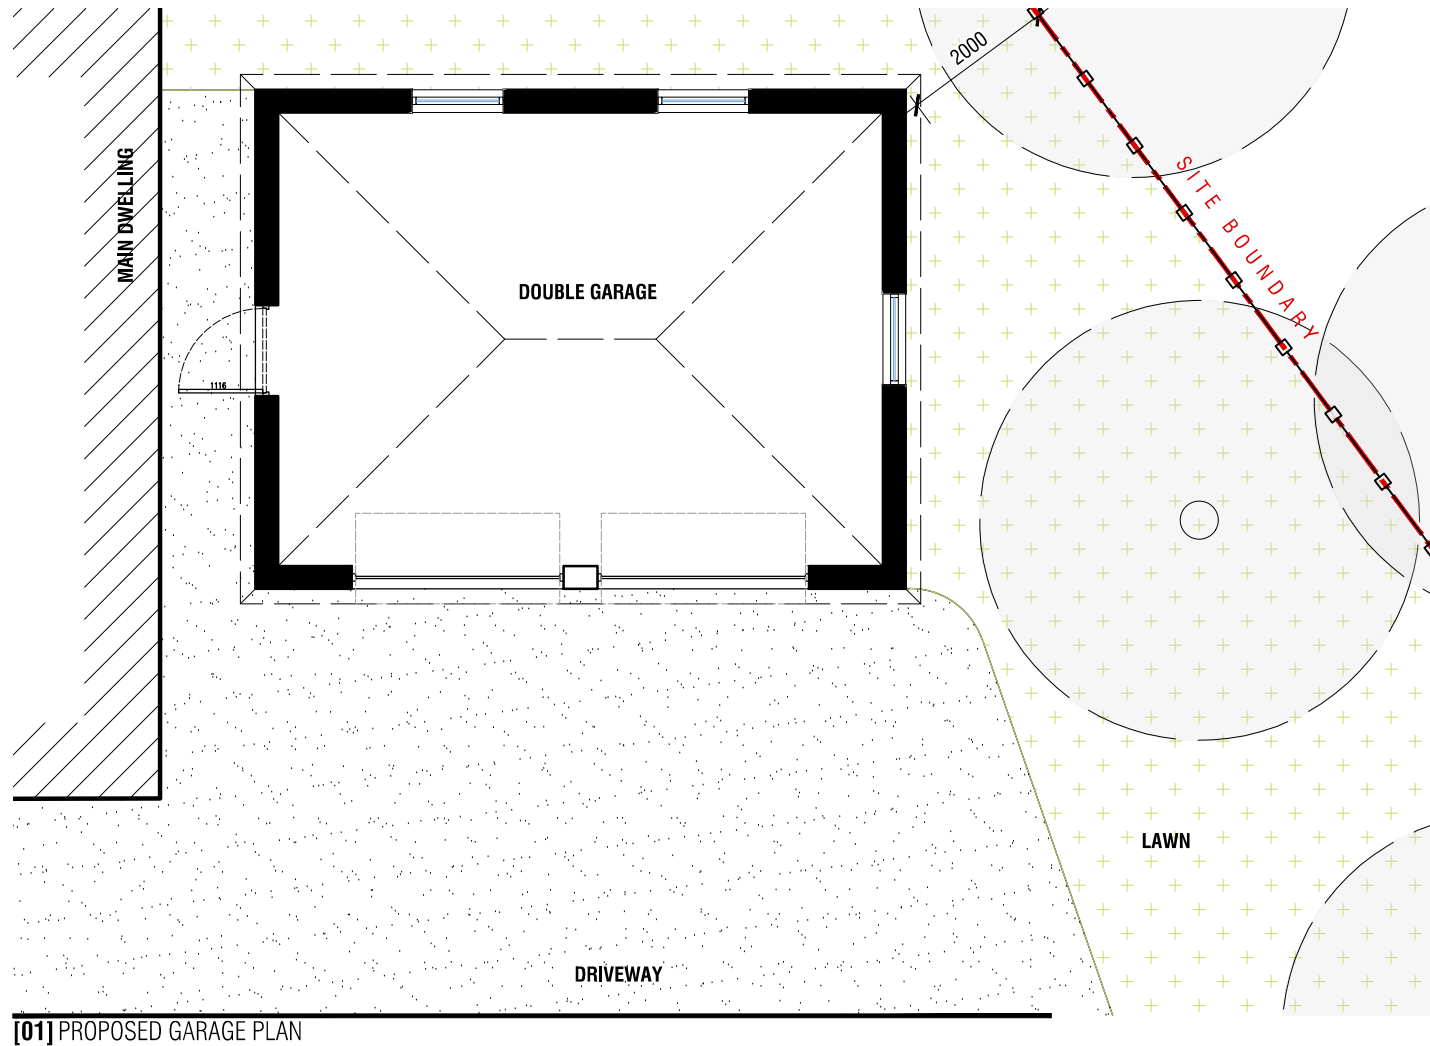 2000
SITE BOUNDARY
MAIN DWELLING
DOUBLE GARAGE
1116
LAWN
DRIVEWAY
[01] PROPOSED GARAGE PLAN